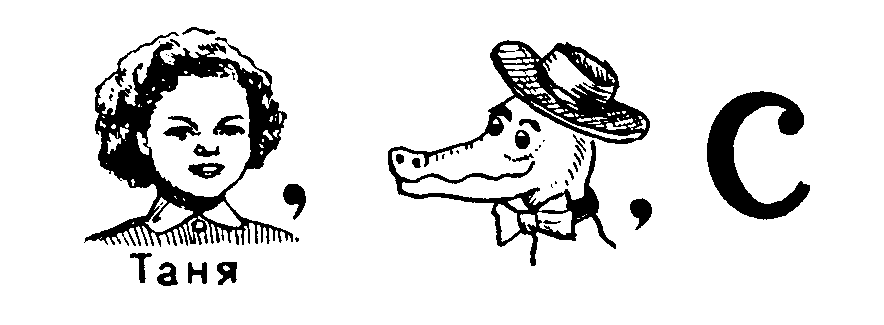 , , С
Таня